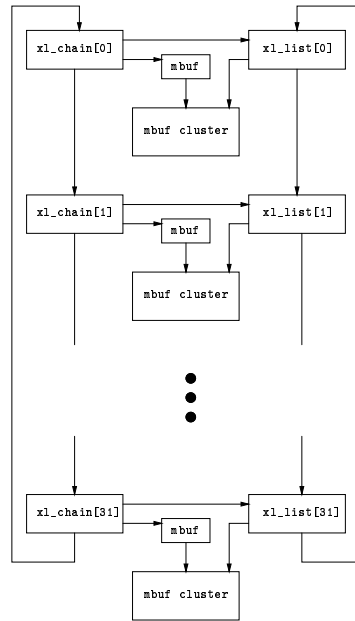 xl_chain[0]
xl_list[0]
mbuf
mbuf cluster
xl_chain[1]
xl_list[1]
mbuf
mbuf cluster
xl_chain[31]
xl_list[31]
mbuf
mbuf cluster